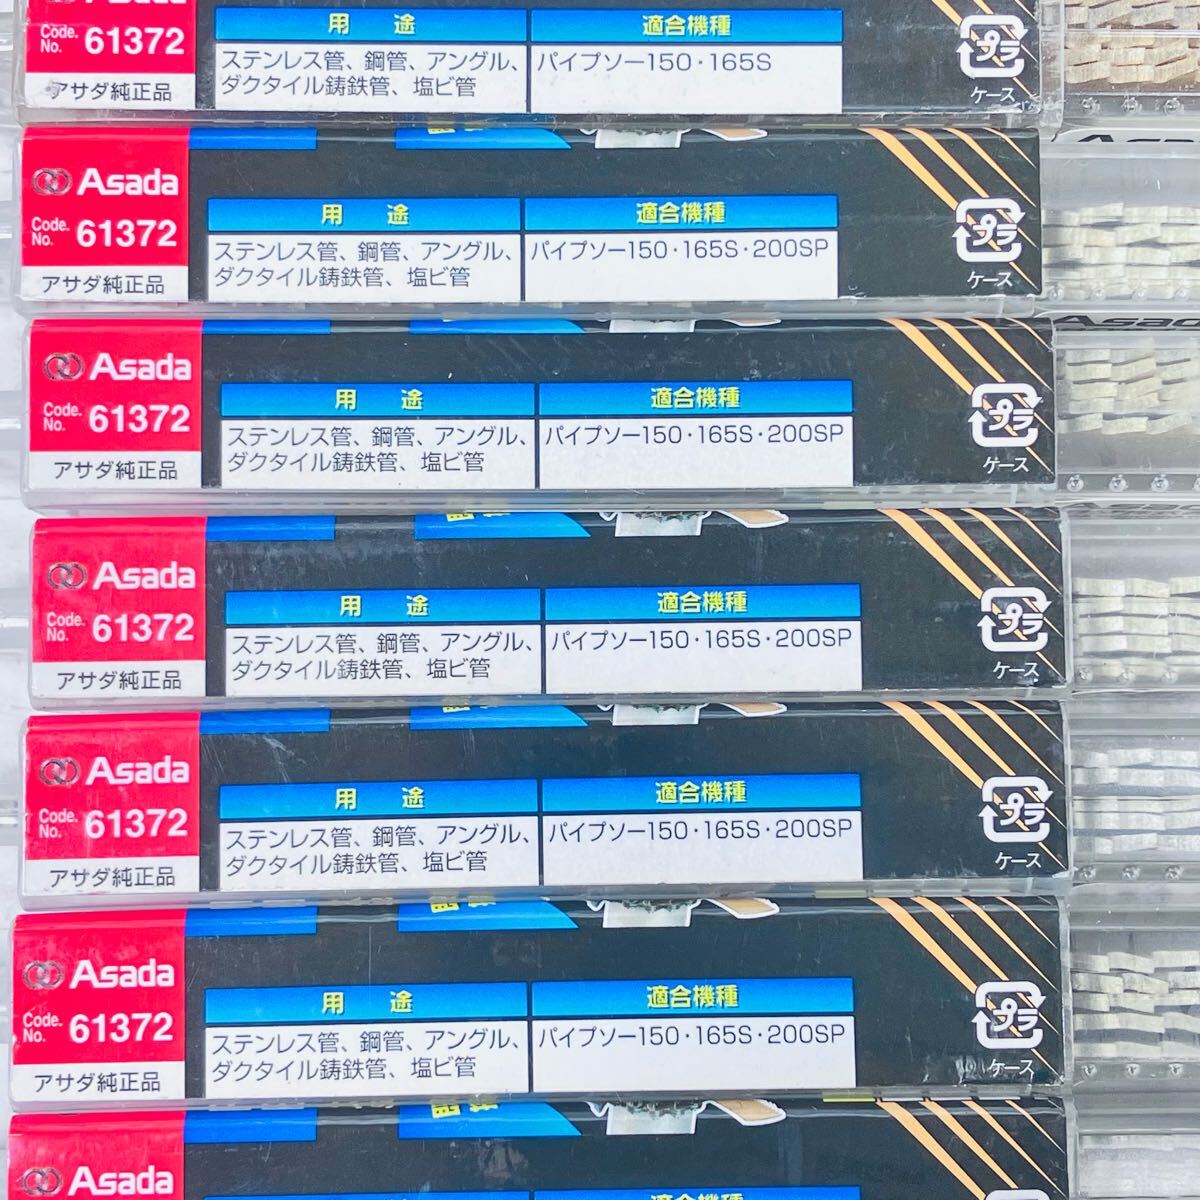 Code. No. 61372
アサダ純正品
用 途
適合機種
ステンレス管、鋼管、アングル、
ダクタイル鋳鉄管、塩ビ管
パイプソー150・165S
プラ
ケース
Asada
Code. No. 61372
アサダ純正品
用 途
適合機種
ステンレス管、鋼管、アングル、
ダクタイル鋳鉄管、塩ビ管
パイプソー150・165S・200SP
プラ
ケース
Asada
Code. No. 61372
アサダ純正品
用 途
適合機種
ステンレス管、鋼管、アングル、
ダクタイル鋳鉄管、塩ビ管
パイプソー150・165S・200SP
プラ
ケース
Asada
Code. No. 61372
アサダ純正品
用 途
適合機種
ステンレス管、鋼管、アングル、
ダクタイル鋳鉄管、塩ビ管
パイプソー150・165S・200SP
プラ
ケース
Asada
Code. No. 61372
アサダ純正品
用 途
適合機種
ステンレス管、鋼管、アングル、
ダクタイル鋳鉄管、塩ビ管
パイプソー150・165S・200SP
プラ
ケース
Asada
Code. No. 61372
アサダ純正品
用 途
適合機種
ステンレス管、鋼管、アングル、
ダクタイル鋳鉄管、塩ビ管
パイプソー150・165S・200SP
プラ
ケース
Asada